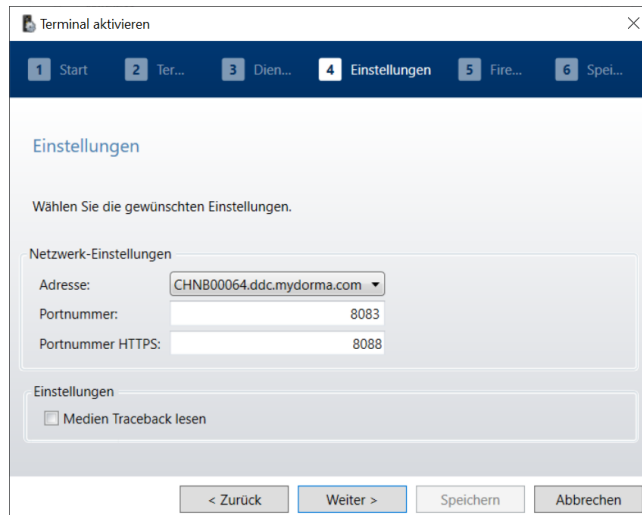 Terminal aktivieren
1 Start 2 Ter... 3 Dien... 4 Einstellungen 5 Fire... 6 Spei...
Einstellungen
Wählen Sie die gewünschten Einstellungen.
Netzwerk-Einstellungen
Adresse: CHNB00064.ddc.mydorma.com
Portnummer: 8083
Portnummer HTTPS: 8088
Einstellungen
Medien Traceback lesen
< Zurück Weiter > Speichern Abbrechen